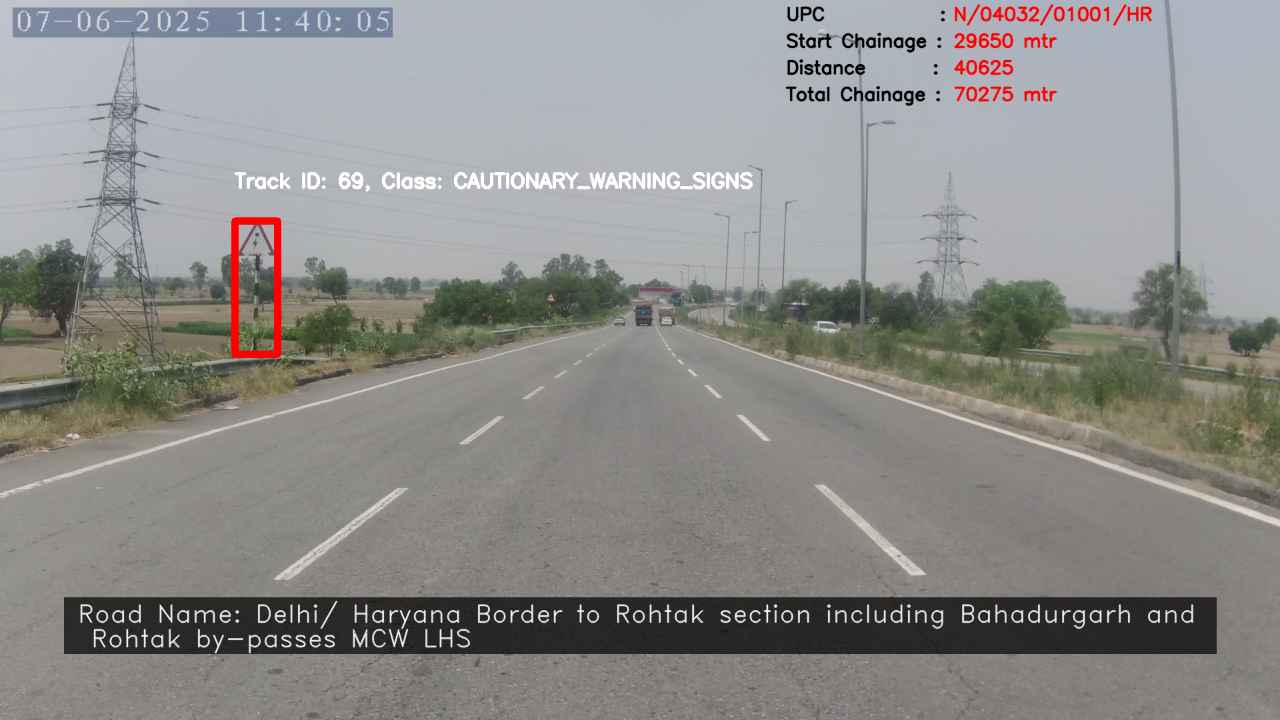 07-06-2025 11:40:05
UPC : N/04032/01001/HR
Start Chainage : 29650 mtr
Distance : 40625
Total Chainage : 70275 mtr
Track ID: 69, Class: CAUTIONARY_WARNING_SIGNS
Road Name: Delhi/ Haryana Border to Rohtak section including Bahadurgarh and
Rohtak by-passes MCW LHS